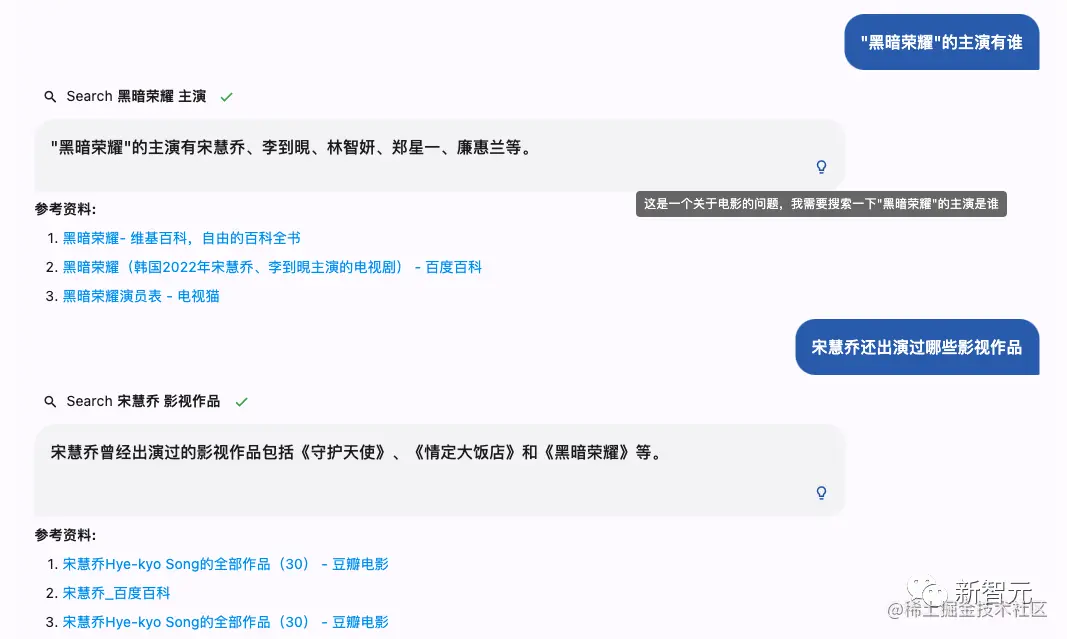 "黑暗荣耀"的主演有谁
Search 黑暗荣耀 主演
"黑暗荣耀"的主演有宋慧乔、李到晛、林智妍、郑星一、廉惠兰等。
这是一个关于电影的问题，我需要搜索一下"黑暗荣耀"的主演是谁
参考资料:
1. 黑暗荣耀- 维基百科，自由的百科全书
2. 黑暗荣耀（韩国2022年宋慧乔、李到晛主演的电视剧） - 百度百科
3. 黑暗荣耀演员表 - 电视猫
宋慧乔还出演过哪些影视作品
Search 宋慧乔 影视作品
宋慧乔曾经出演过的影视作品包括《守护天使》、《情定大饭店》和《黑暗荣耀》等。
参考资料:
1. 宋慧乔Hye-kyo Song的全部作品（30） - 豆瓣电影
2. 宋慧乔_百度百科
3. 宋慧乔Hye-kyo Song的全部作品（30） - 豆瓣电影
新智元
@稀土掘金技术社区